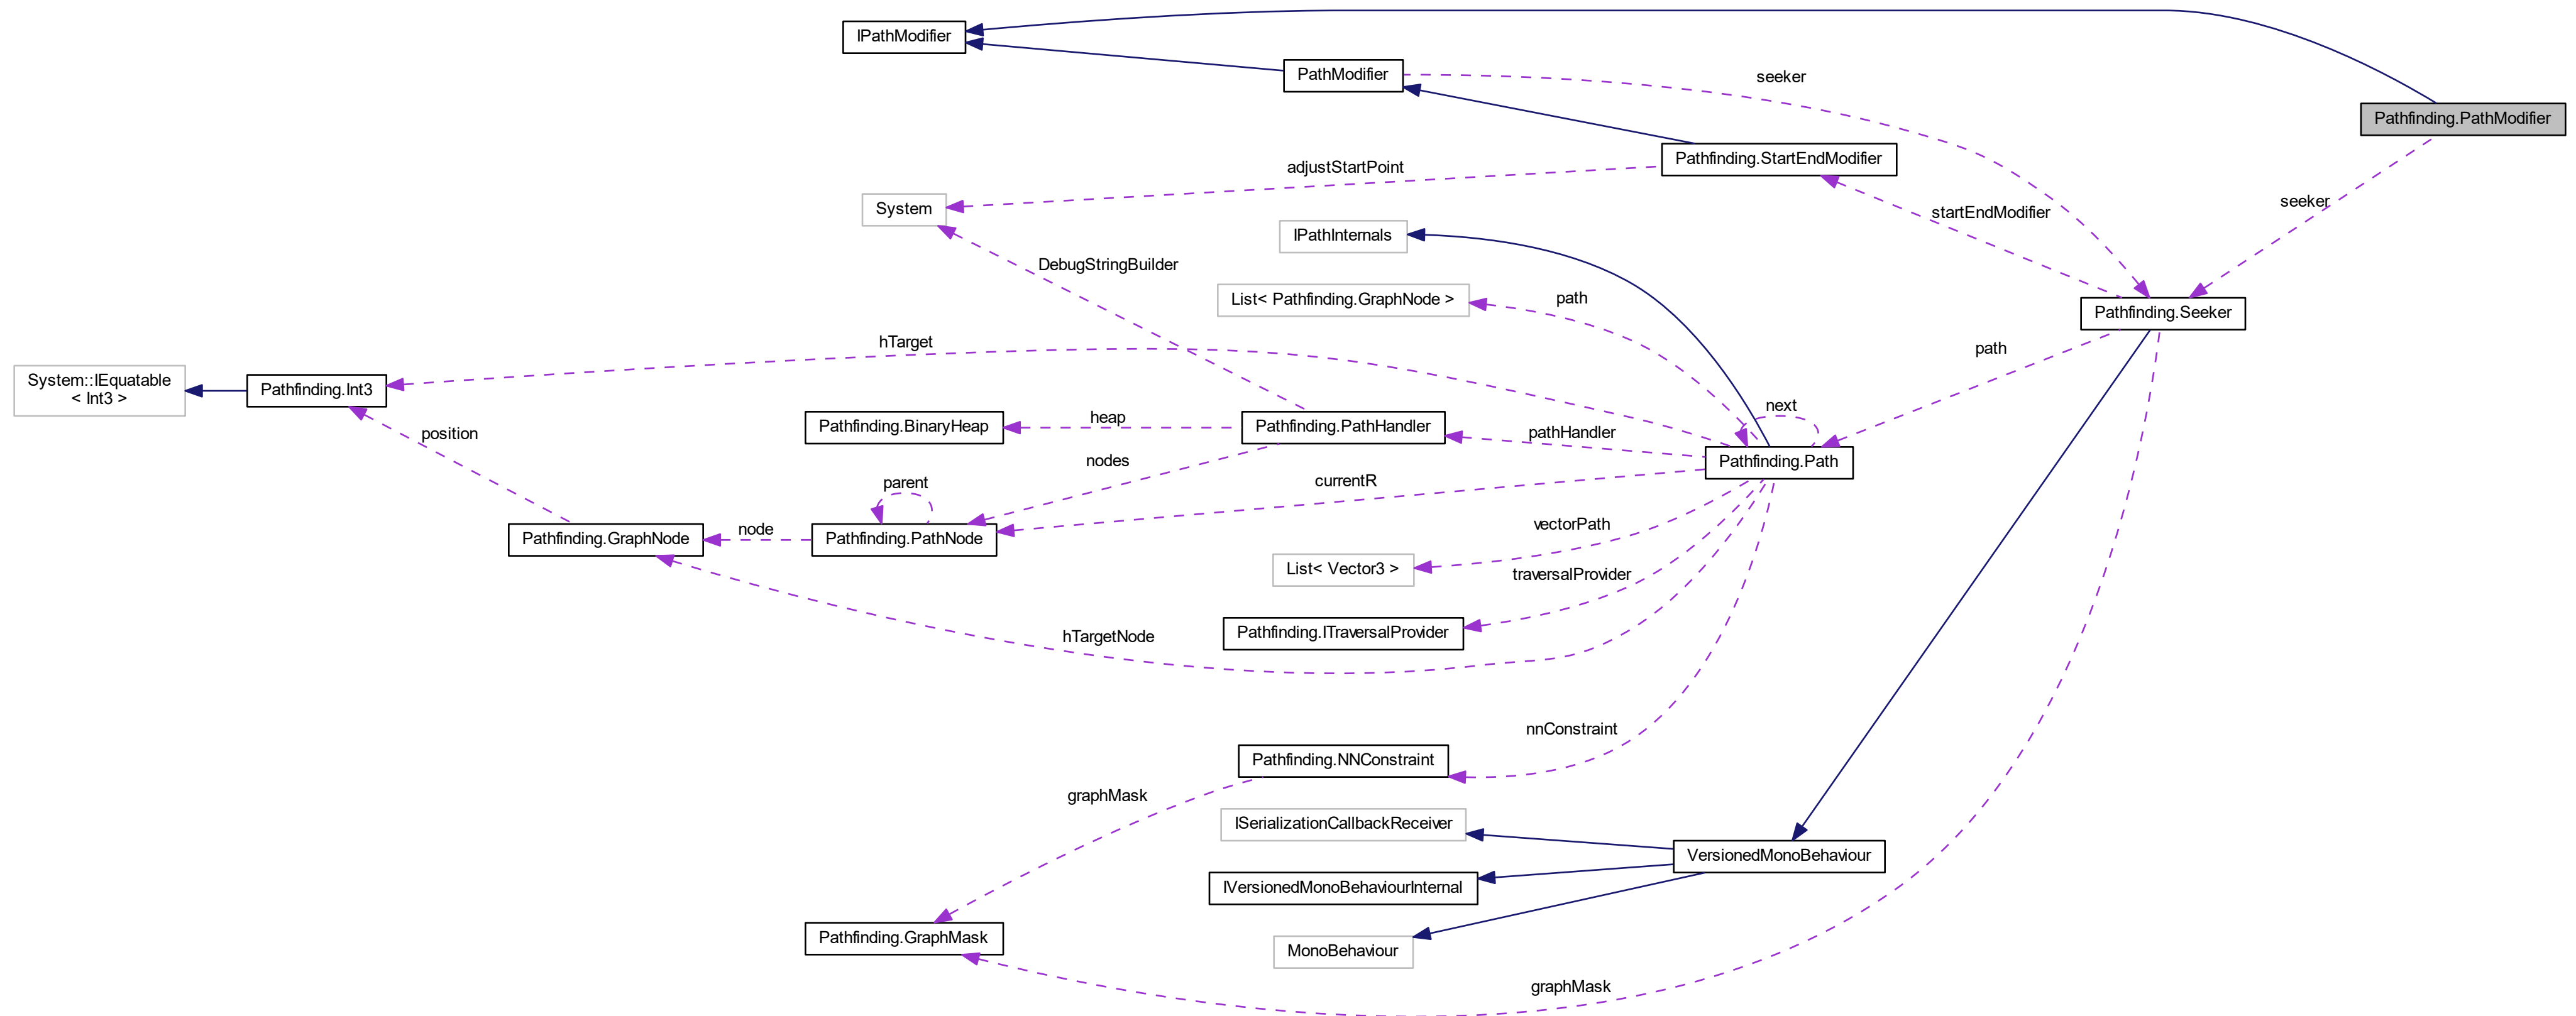 IPathModifier
PathModifier
seeker
Pathfinding.PathModifier
Pathfinding.StartEndModifier
adjustStartPoint
System
startEndModifier
seeker
IPathInternals
DebugStringBuilder
List< Pathfinding.GraphNode >
path
Pathfinding.Seeker
hTarget
path
System::IEquatable
< Int3 >
Pathfinding.Int3
next
heap
Pathfinding.BinaryHeap
Pathfinding.PathHandler
pathHandler
position
nodes
Pathfinding.Path
parent
currentR
vectorPath
node
Pathfinding.GraphNode
Pathfinding.PathNode
List< Vector3 >
traversalProvider
Pathfinding.ITraversalProvider
hTargetNode
nnConstraint
Pathfinding.NNConstraint
graphMask
ISerializationCallbackReceiver
VersionedMonoBehaviour
IVersionedMonoBehaviourInternal
Pathfinding.GraphMask
MonoBehaviour
graphMask